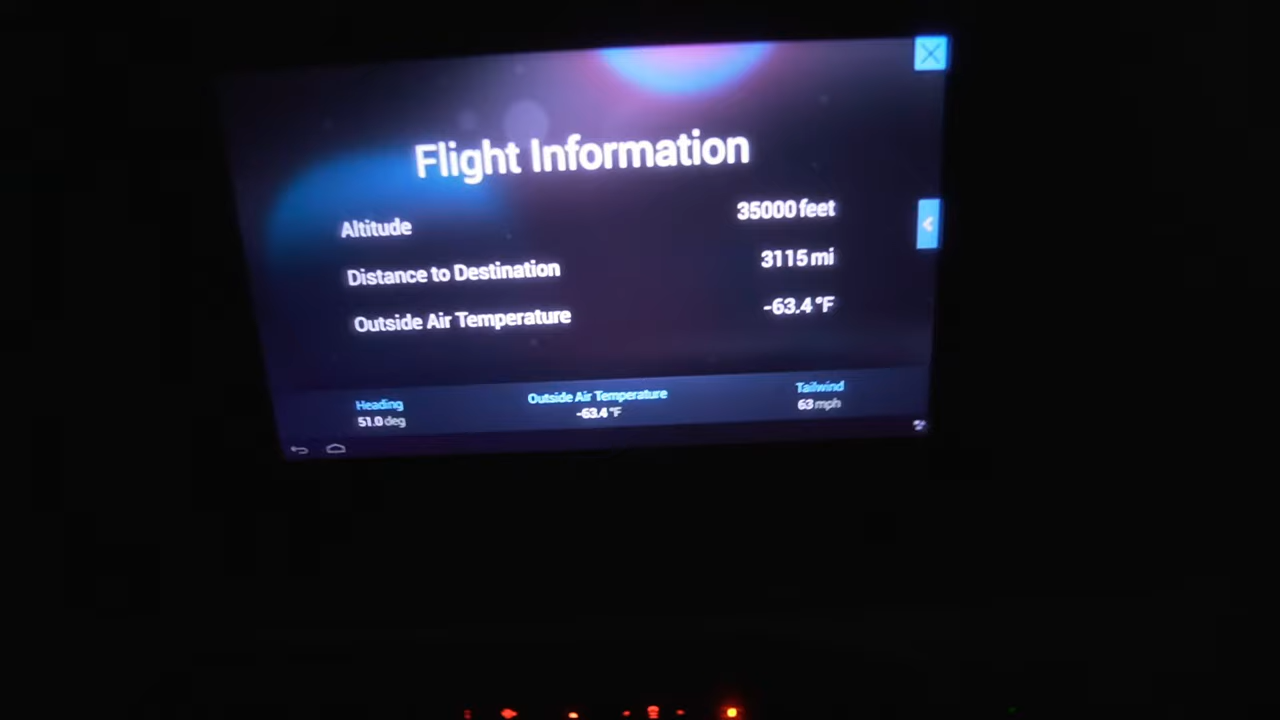 Flight Information
Altitude 35000 feet
Distance to Destination 3115 mi
Outside Air Temperature -63.4 °F
Heading Outside Air Temperature Tailwind
51.0 deg -63.4 °F 63 mph